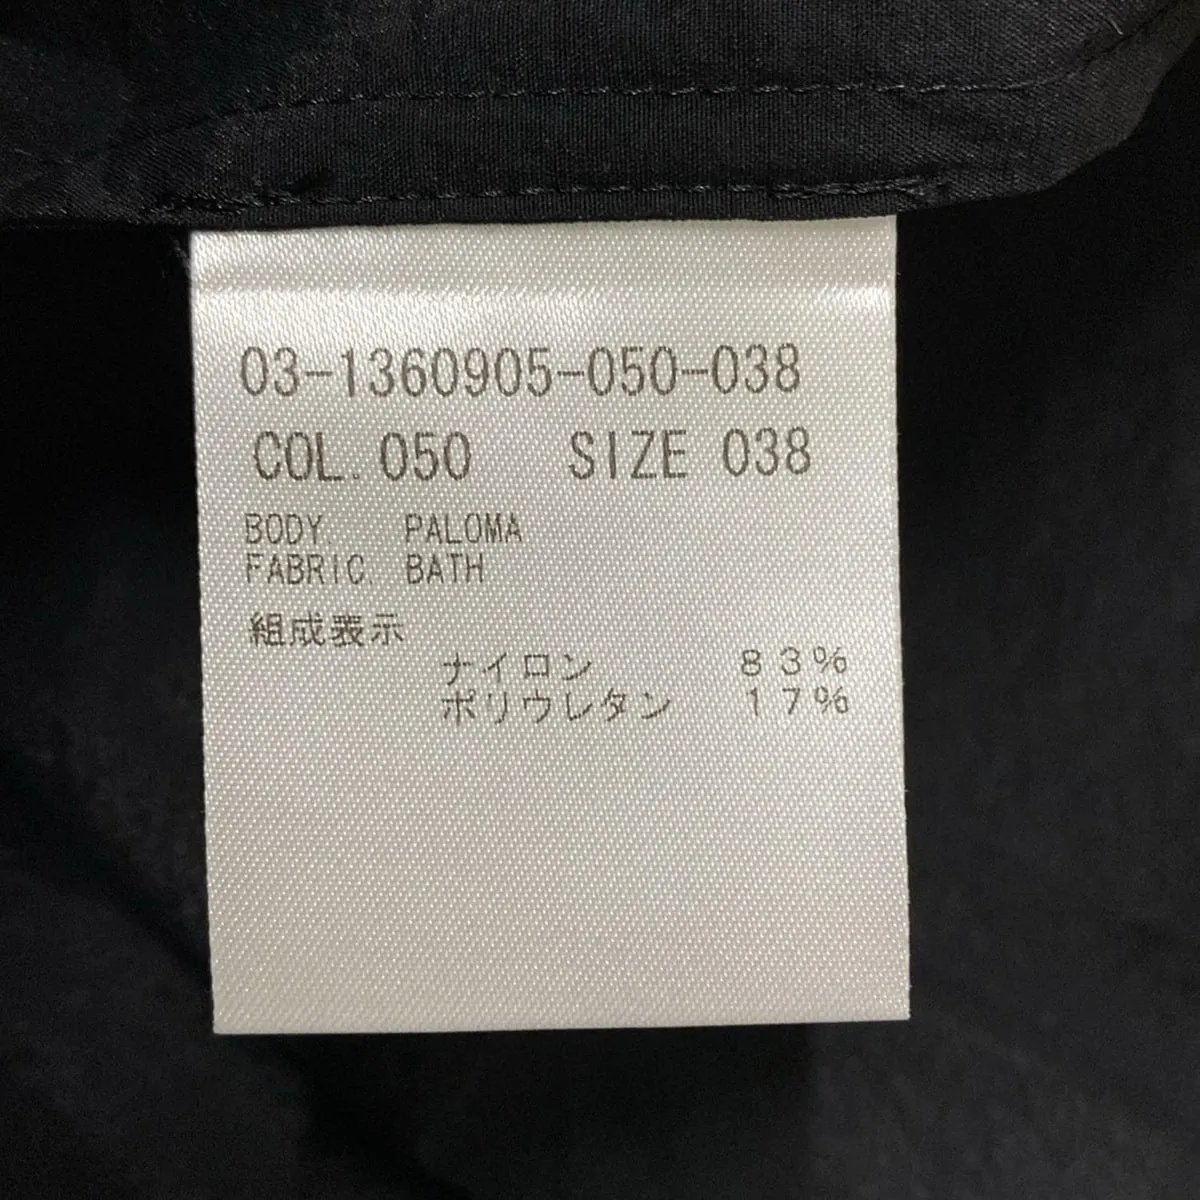 03-1360905-050-038
COL. 050 SIZE 038
BODY. PALOMA
FABRIC. BATH
組成表示
ナイロン 83%
ポリウレタン 17%